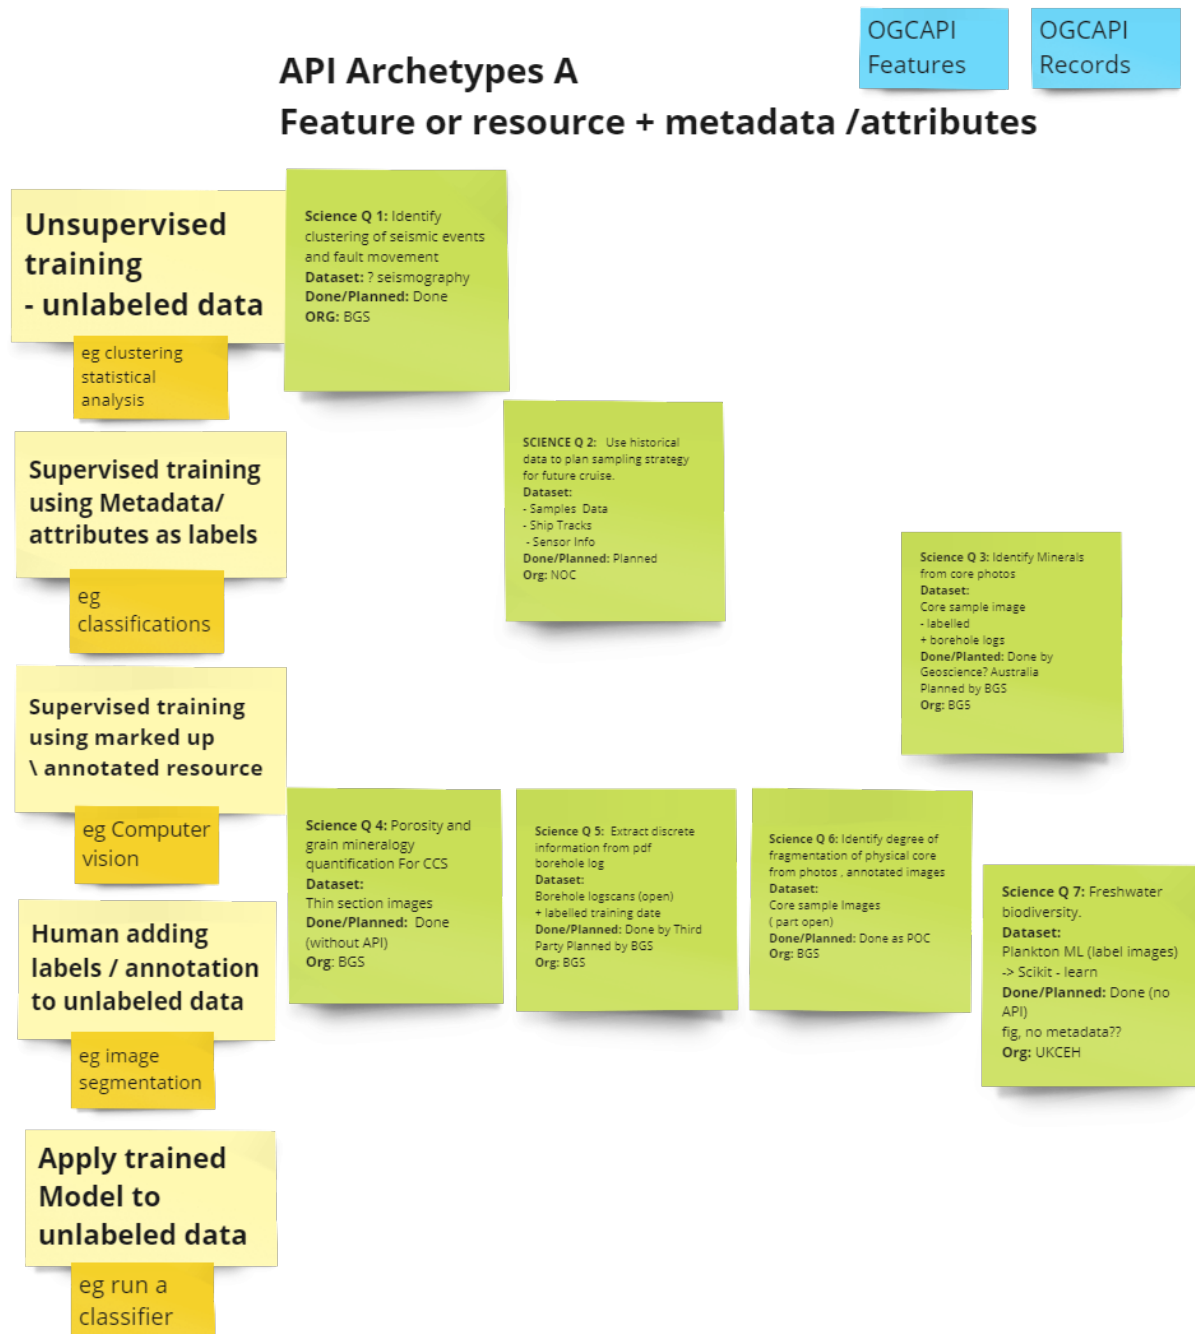 OGCAPI
Features
OGCAPI
Records
API Archetypes A
Feature or resource + metadata /attributes
Unsupervised
training
- unlabeled data
eg clustering
statistical
analysis
Science Q 1: Identify
clustering of seismic events
and fault movement
Dataset: ? seismography
Done/Planned: Done
ORG: BGS
Supervised training
using Metadata/
attributes as labels
eg
classifications
SCIENCE Q 2: Use historical
data to plan sampling strategy
for future cruise.
Dataset:
- Samples Data
- Ship Tracks
- Sensor Info
Done/Planned: Planned
Org: NOC
Science Q 3: Identify Minerals
from core photos
Dataset:
Core sample image
- labelled
+ borehole logs
Done/Planted: Done by
Geoscience? Australia
Planned by BGS
Org: BGS
Supervised training
using marked up
\ annotated resource
eg Computer
vision
Science Q 4: Porosity and
grain mineralogy
quantification For CCS
Dataset:
Thin section images
Done/Planned: Done
(without API)
Org: BGS
Science Q 5: Extract discrete
information from pdf
borehole log
Dataset:
Borehole logscans (open)
+ labelled training date
Done/Planned: Done by Third
Party Planned by BGS
Org: BGS
Science Q 6: Identify degree of
fragmentation of physical core
from photos , annotated images
Dataset:
Core sample Images
( part open)
Done/Planned: Done as POC
Org: BGS
Science Q 7: Freshwater
biodiversity.
Dataset:
Plankton ML (label images)
-> Scikit - learn
Done/Planned: Done (no
API)
fig, no metadata??
Org: UKCEH
Human adding
labels / annotation
to unlabeled data
eg image
segmentation
Apply trained
Model to
unlabeled data
eg run a
classifier